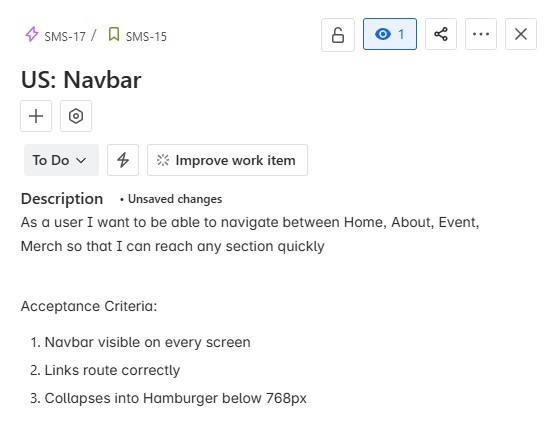 SMS-17 / SMS-15
1
US: Navbar
To Do
Improve work item
Description • Unsaved changes
As a user I want to be able to navigate between Home, About, Event,
Merch so that I can reach any section quickly
Acceptance Criteria:
1. Navbar visible on every screen
2. Links route correctly
3. Collapses into Hamburger below 768px